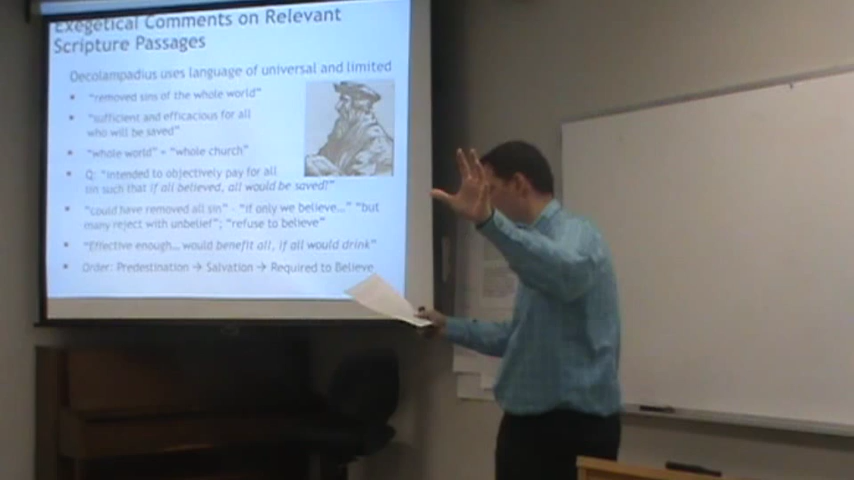 Exegetical Comments on Relevant
Scripture Passages
Oecolampadius uses language of universal and limited
"removed sins of the whole world"
"sufficient and efficacious for all
who will be saved"
"whole world" = "whole church"
Q: "intended to objectively pay for all
sin such that if all believed, all would be saved?"
"could have removed all sin" – "if only we believe…" "but
many reject with unbelief"; "refuse to believe"
"Effective enough… would benefit all, if all would drink"
Order: Predestination → Salvation → Required to Believe